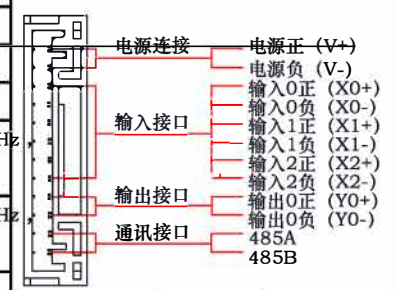 电源连接
电源正 (V+)
电源负 (V-)
输入接口
输入0正 (X0+)
输入0负 (X0-)
输入1正 (X1+)
输入1负 (X1-)
输入2正 (X2+)
输入2负 (X2-)
输出接口
输出0正 (Y0+)
输出0负 (Y0-)
通讯接口
485A
485B
Hz
Hz